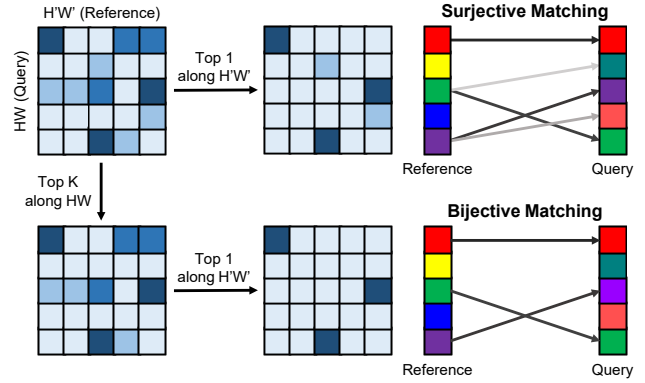 H'W' (Reference)
HW (Query)
Top 1
along H'W'
Surjective Matching
Reference
Query
Top K
along HW
Top 1
along H'W'
Bijective Matching
Reference
Query